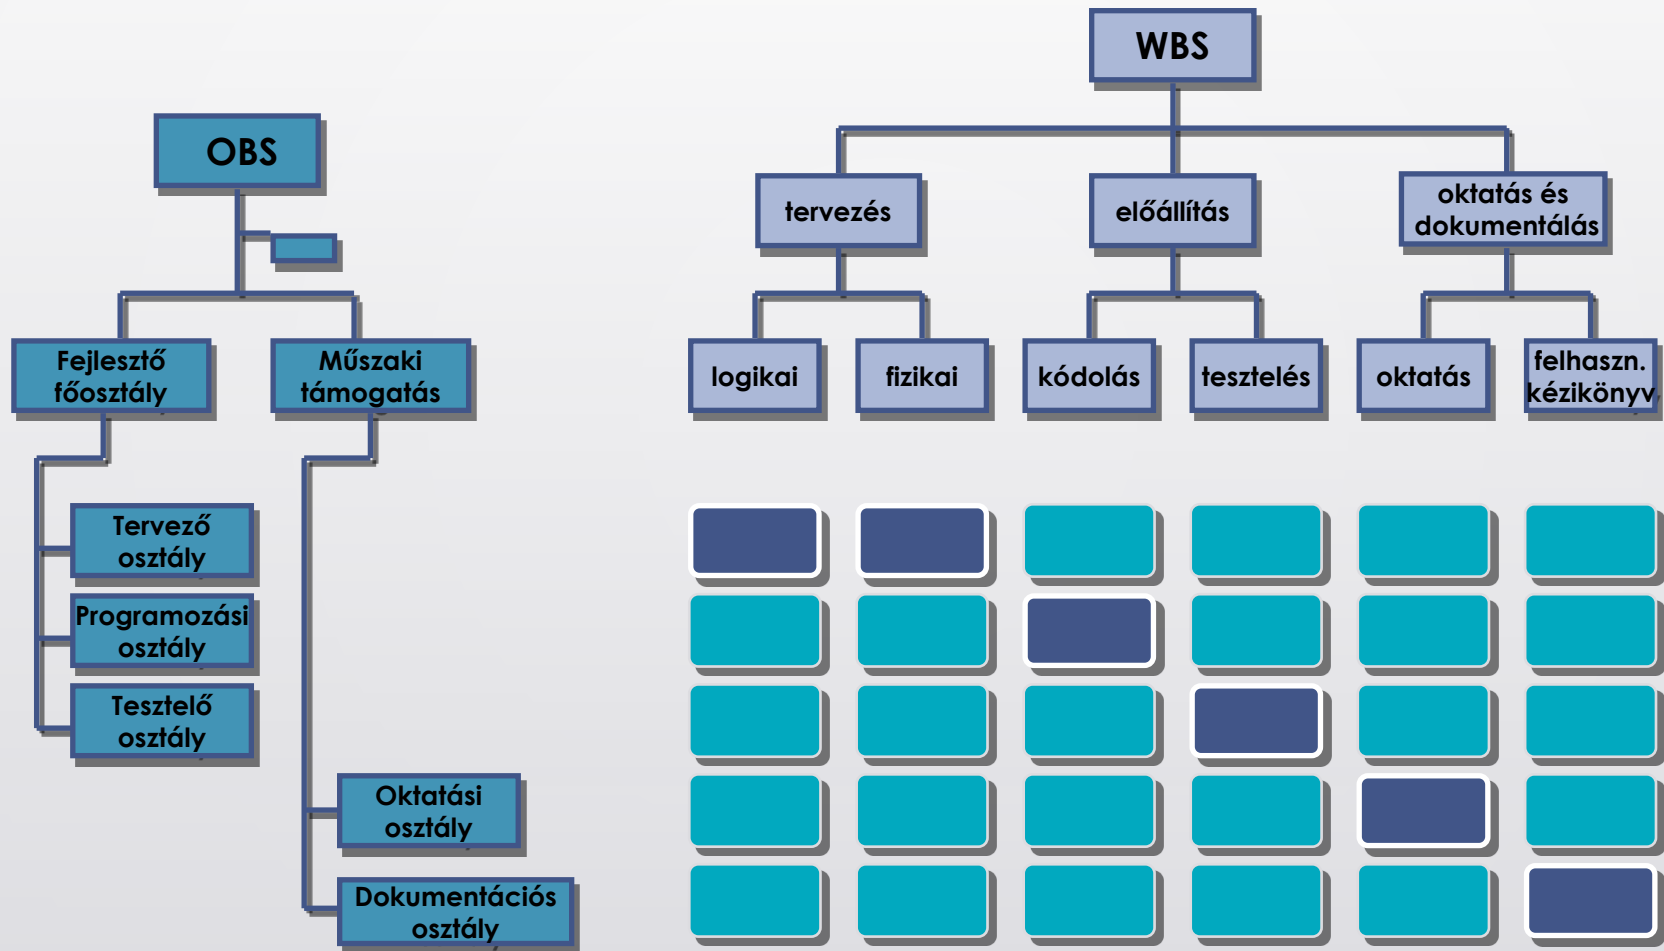 WBS
OBS
tervezés
előállítás
oktatás és
dokumentálás
Fejlesztő
főosztály
Műszaki
támogatás
logikai
fizikai
kódolás
tesztelés
oktatás
felhaszn.
kézikönyv
Tervező
osztály
Programozási
osztály
Tesztelő
osztály
Oktatási
osztály
Dokumentációs
osztály